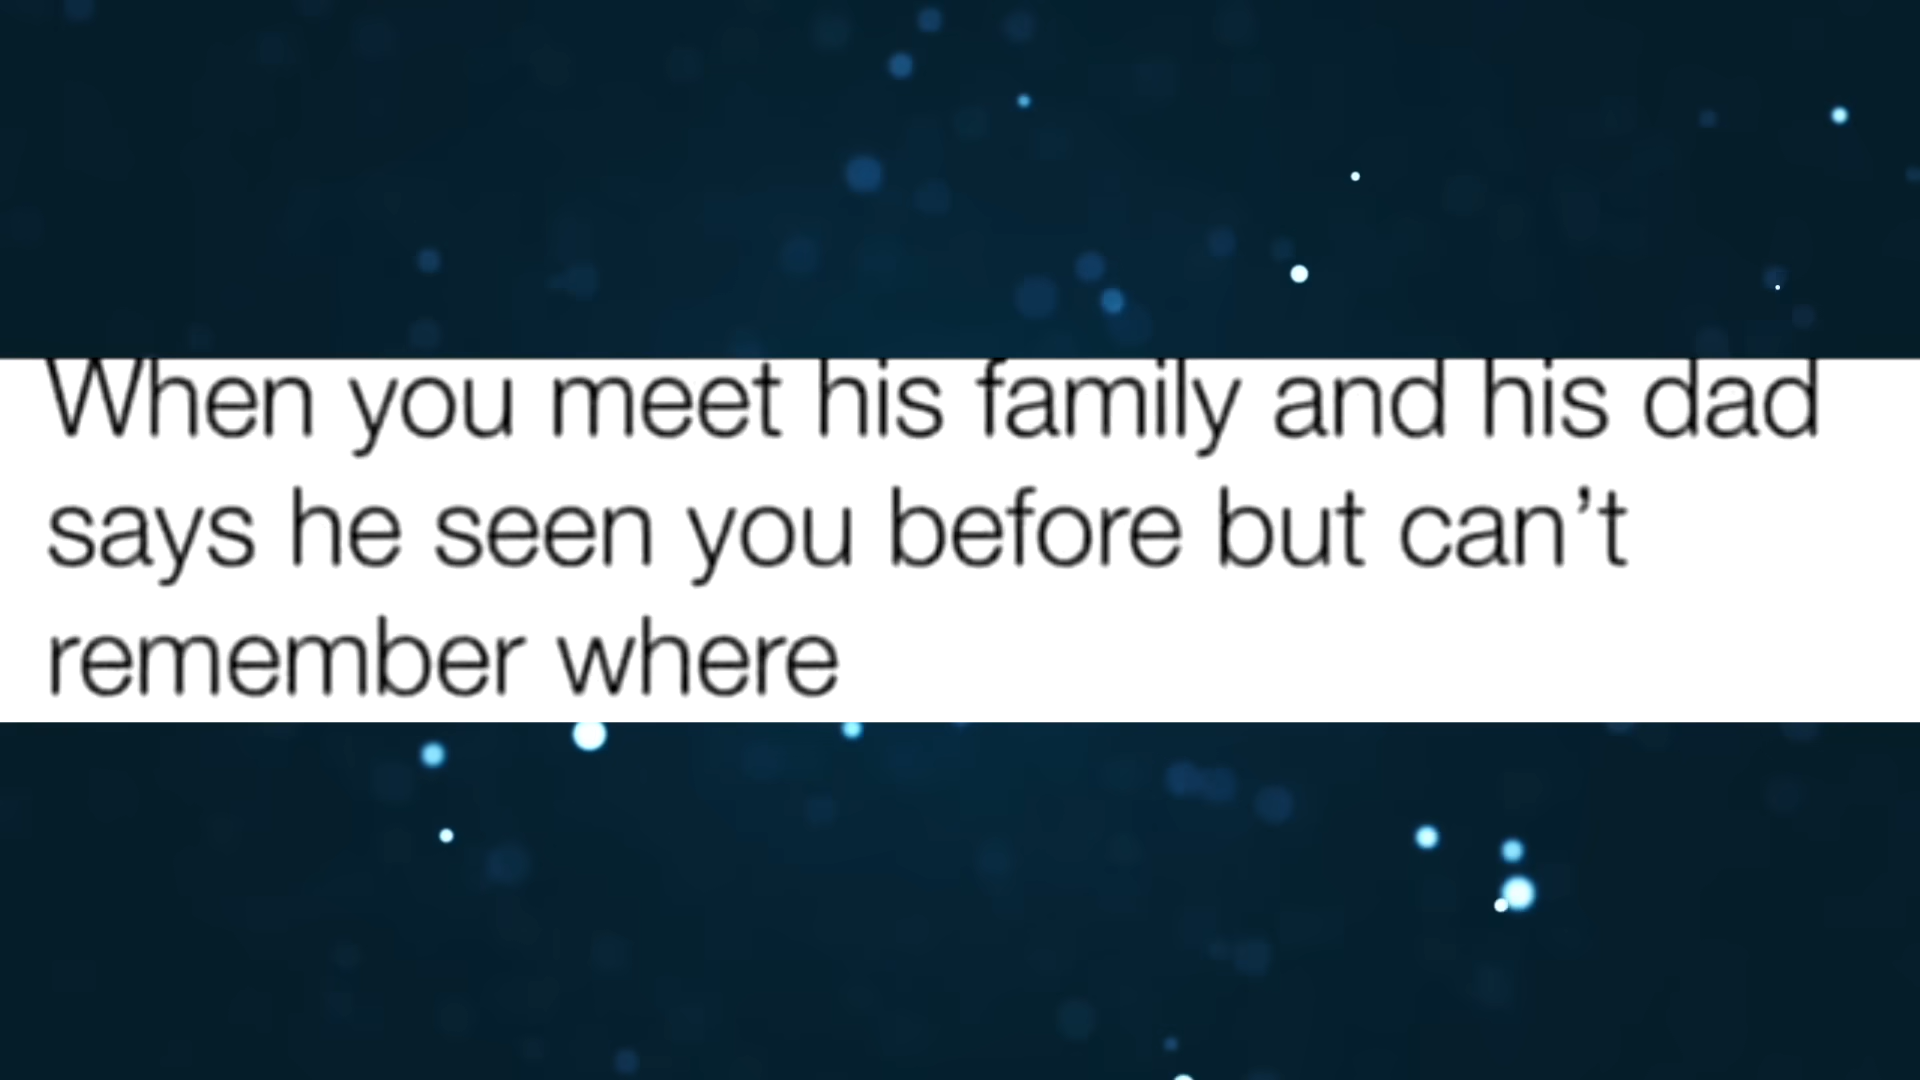 When you meet his family and his dad
says he seen you before but can’t
remember where